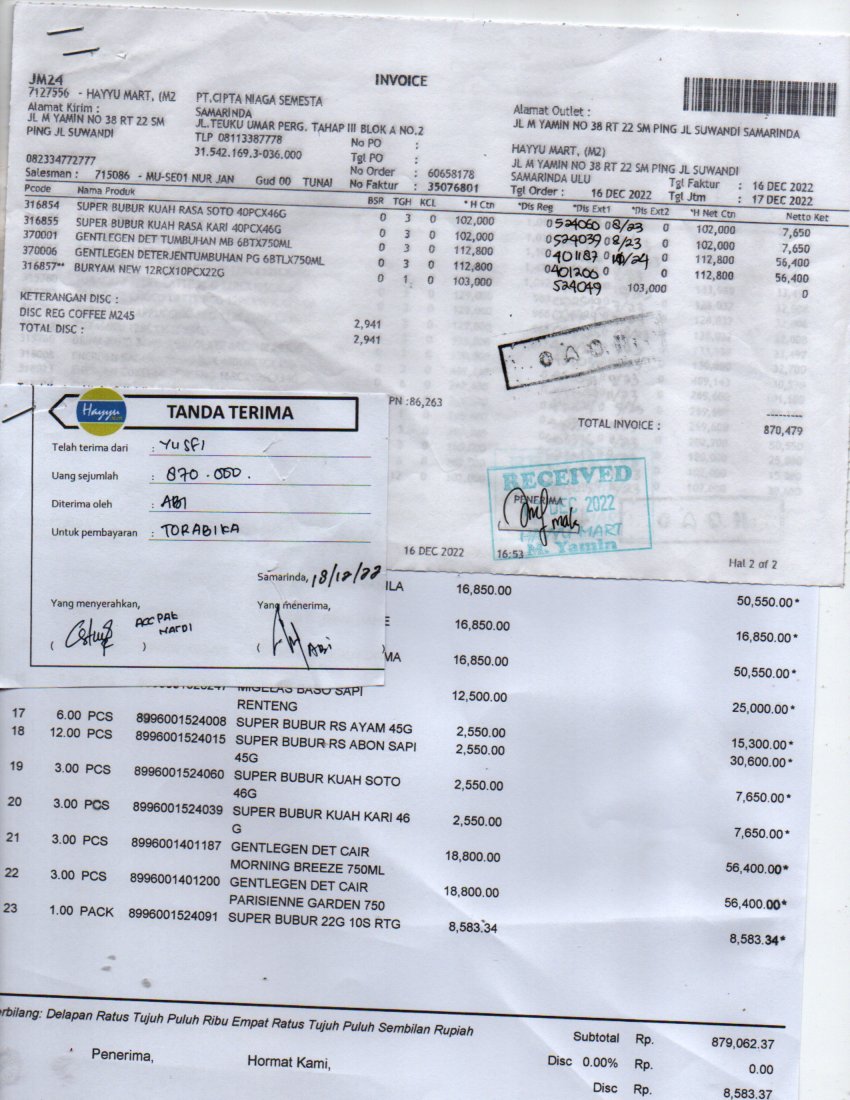 JM24
INVOICE
7127556 - HAYYU MART, (M2
PT.CIPTA NIAGA SEMESTA
Alamat Kirim :
SAMARINDA
Alamat Outlet :
JL M YAMIN NO 38 RT 22 SM
JL.TEUKU UMAR PERG. TAHAP III BLOK A NO.2
JL M YAMIN NO 38 RT 22 SM PING JL SUWANDI SAMARINDA
PING JL SUWANDI
TLP 08113387778
No PO :
HAYYU MART, (M2)
31.542.169.3-036.000
Tgl PO :
JL M YAMIN NO 38 RT 22 SM PING JL SUWANDI
082334772777
No Order : 60658178
SAMARINDA ULU
Tgl Faktur : 16 DEC 2022
Salesman : 715086 - MU-SE01 NUR JAN Gud 00 TUNAI
No Faktur : 35076801
Tgl Order : 16 DEC 2022
Tgl Jtm : 17 DEC 2022
Pcode Nama Produk BSR TGH KCL * H Ctn *Dis Reg *Dis Ext1 *Dis Ext2 *H Net Ctn Netto Ket
316854 SUPER BUBUR KUAH RASA SOTO 40PCX46G 0 3 0 102,000 0 524060 0 8/23 0 102,000 7,650
316855 SUPER BUBUR KUAH RASA KARI 40PCX46G 0 3 0 102,000 0 524039 0 8/23 0 102,000 7,650
370001 GENTLEGEN DET TUMBUHAN MB 6BTX750ML 0 3 0 112,800 0 401187 0 /24 0 112,800 56,400
370006 GENTLEGEN DETERJENTUMBUHAN PG 6BTLX750ML 0 3 0 112,800 0 401200 0 0 112,800 56,400
316857** BURYAM NEW 12RCX10PCX22G 0 1 0 103,000 524049 103,000 0
KETERANGAN DISC :
DISC REG COFFEE M245 2,941
TOTAL DISC : 2,941
PN :86,263
TOTAL INVOICE : 870,479
RECEIVED
PENERIMA
DEC 2022
HAYYU MART
M. Yamin
16 DEC 2022 16:53
Hal 2 of 2
Hayyu
TANDA TERIMA
Telah terima dari : YUSFI
Uang sejumlah : 870.000.
Diterima oleh : ABI
Untuk pembayaran : TORABIKA
Samarinda, 18/12/22
Yang menyerahkan, Yang menerima,
( ) ( ABI
ILA 16,850.00 50,550.00*
16,850.00 16,850.00*
MA 16,850.00 50,550.00*
MIGELAS BASO SAPI 12,500.00 25,000.00*
RENTENG
17 6.00 PCS 8996001524008 SUPER BUBUR RS AYAM 45G 2,550.00 15,300.00*
18 12.00 PCS 8996001524015 SUPER BUBUR RS ABON SAPI 2,550.00 30,600.00*
45G
19 3.00 PCS 8996001524060 SUPER BUBUR KUAH SOTO 2,550.00 7,650.00*
46G
20 3.00 PCS 8996001524039 SUPER BUBUR KUAH KARI 46 2,550.00 7,650.00*
G
21 3.00 PCS 8996001401187 GENTLEGEN DET CAIR 18,800.00 56,400.00*
MORNING BREEZE 750ML
22 3.00 PCS 8996001401200 GENTLEGEN DET CAIR 18,800.00 56,400.00*
PARISIENNE GARDEN 750
23 1.00 PACK 8996001524091 SUPER BUBUR 22G 10S RTG 8,583.34 8,583.34*
rbilang: Delapan Ratus Tujuh Puluh Ribu Empat Ratus Tujuh Puluh Sembilan Rupiah
Subtotal Rp. 879,062.37
Penerima, Hormat Kami,
Disc 0.00% Rp. 0.00
Disc Rp. 8,583.37